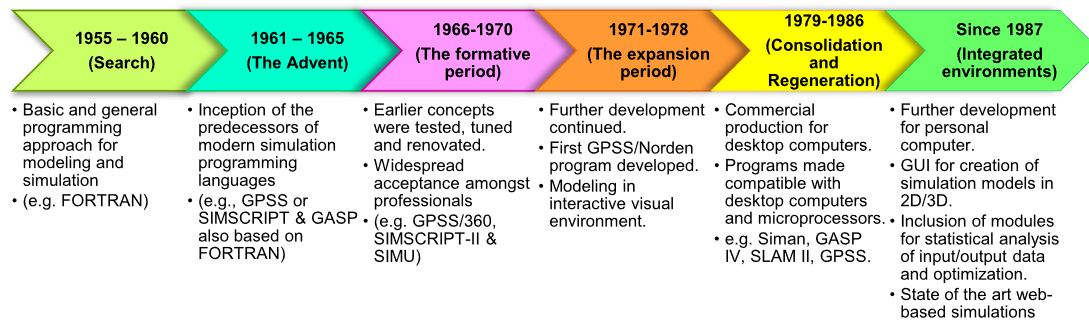 1955 – 1960
(Search)
• Basic and general
programming
approach for
modeling and
simulation
• (e.g. FORTRAN)
1961 – 1965
(The Advent)
• Inception of the
predecessors of
modern simulation
programming
languages
• (e.g., GPSS or
SIMSCRIPT & GASP
also based on
FORTRAN)
1966-1970
(The formative
period)
• Earlier concepts
were tested, tuned
and renovated.
• Widespread
acceptance amongst
professionals
• (e.g. GPSS/360,
SIMSCRIPT-II &
SIMU)
1971-1978
(The expansion
period)
• Further development
continued.
• First GPSS/Norden
program developed.
• Modeling in
interactive visual
environment.
1979-1986
(Consolidation
and
Regeneration)
• Commercial
production for
desktop computers.
• Programs made
compatible with
desktop computers
and microprocessors.
• e.g. Siman, GASP
IV, SLAM II, GPSS.
Since 1987
(Integrated
environments)
• Further development
for personal
computer.
• GUI for creation of
simulation models in
2D/3D.
• Inclusion of modules
for statistical analysis
of input/output data
and optimization.
• State of the art web-
based simulations